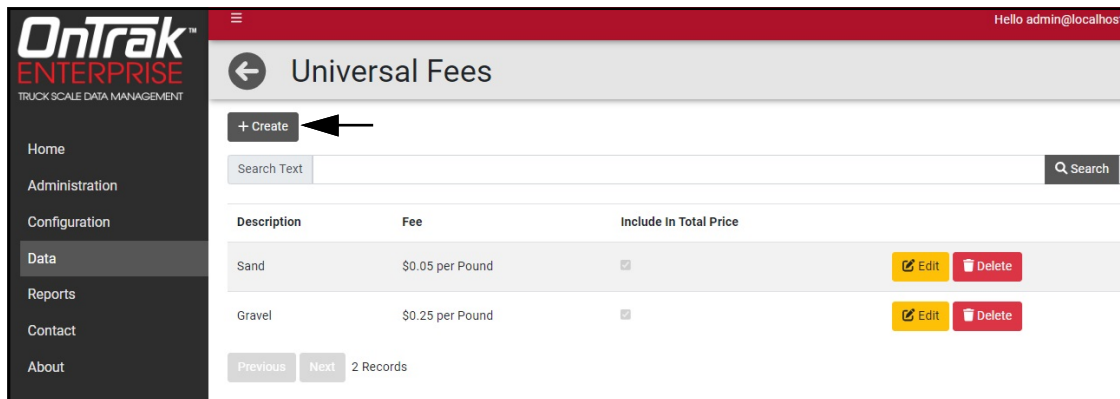 OnTrak™
ENTERPRISE
TRUCK SCALE DATA MANAGEMENT
Home
Administration
Configuration
Data
Reports
Contact
About
Hello admin@localhost
Universal Fees
+ Create
Search Text
Search
Description Fee Include In Total Price
Sand $0.05 per Pound Edit Delete
Gravel $0.25 per Pound Edit Delete
Previous Next 2 Records